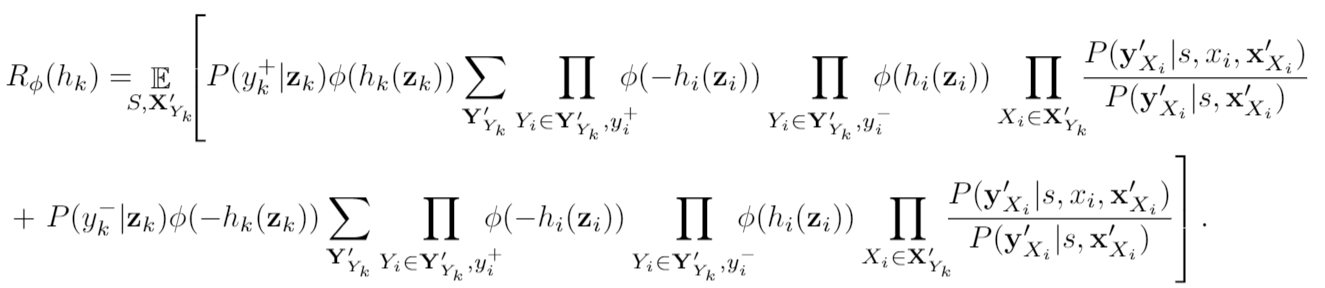 $R_\phi(h_k) = \underset{S,\mathbf{X}'_{Y_k}}{\mathbb{E}}\Bigg[ P(y_k^+|\mathbf{z}_k)\phi(h_k(\mathbf{z}_k)) \sum_{\mathbf{Y}'_{Y_k}} \prod_{Y_i \in \mathbf{Y}'_{Y_k}, y_i^+} \phi(-h_i(\mathbf{z}_i)) \prod_{Y_i \in \mathbf{Y}'_{Y_k}, y_i^-} \phi(h_i(\mathbf{z}_i)) \prod_{X_i \in \mathbf{X}'_{Y_k}} \frac{P(\mathbf{y}'_{X_i}|s, x_i, \mathbf{x}'_{X_i})}{P(\mathbf{y}'_{X_i}|s, \mathbf{x}'_{X_i})}$
$+ P(y_k^-|\mathbf{z}_k)\phi(-h_k(\mathbf{z}_k)) \sum_{\mathbf{Y}'_{Y_k}} \prod_{Y_i \in \mathbf{Y}'_{Y_k}, y_i^+} \phi(-h_i(\mathbf{z}_i)) \prod_{Y_i \in \mathbf{Y}'_{Y_k}, y_i^-} \phi(h_i(\mathbf{z}_i)) \prod_{X_i \in \mathbf{X}'_{Y_k}} \frac{P(\mathbf{y}'_{X_i}|s, x_i, \mathbf{x}'_{X_i})}{P(\mathbf{y}'_{X_i}|s, \mathbf{x}'_{X_i})} \Bigg].$